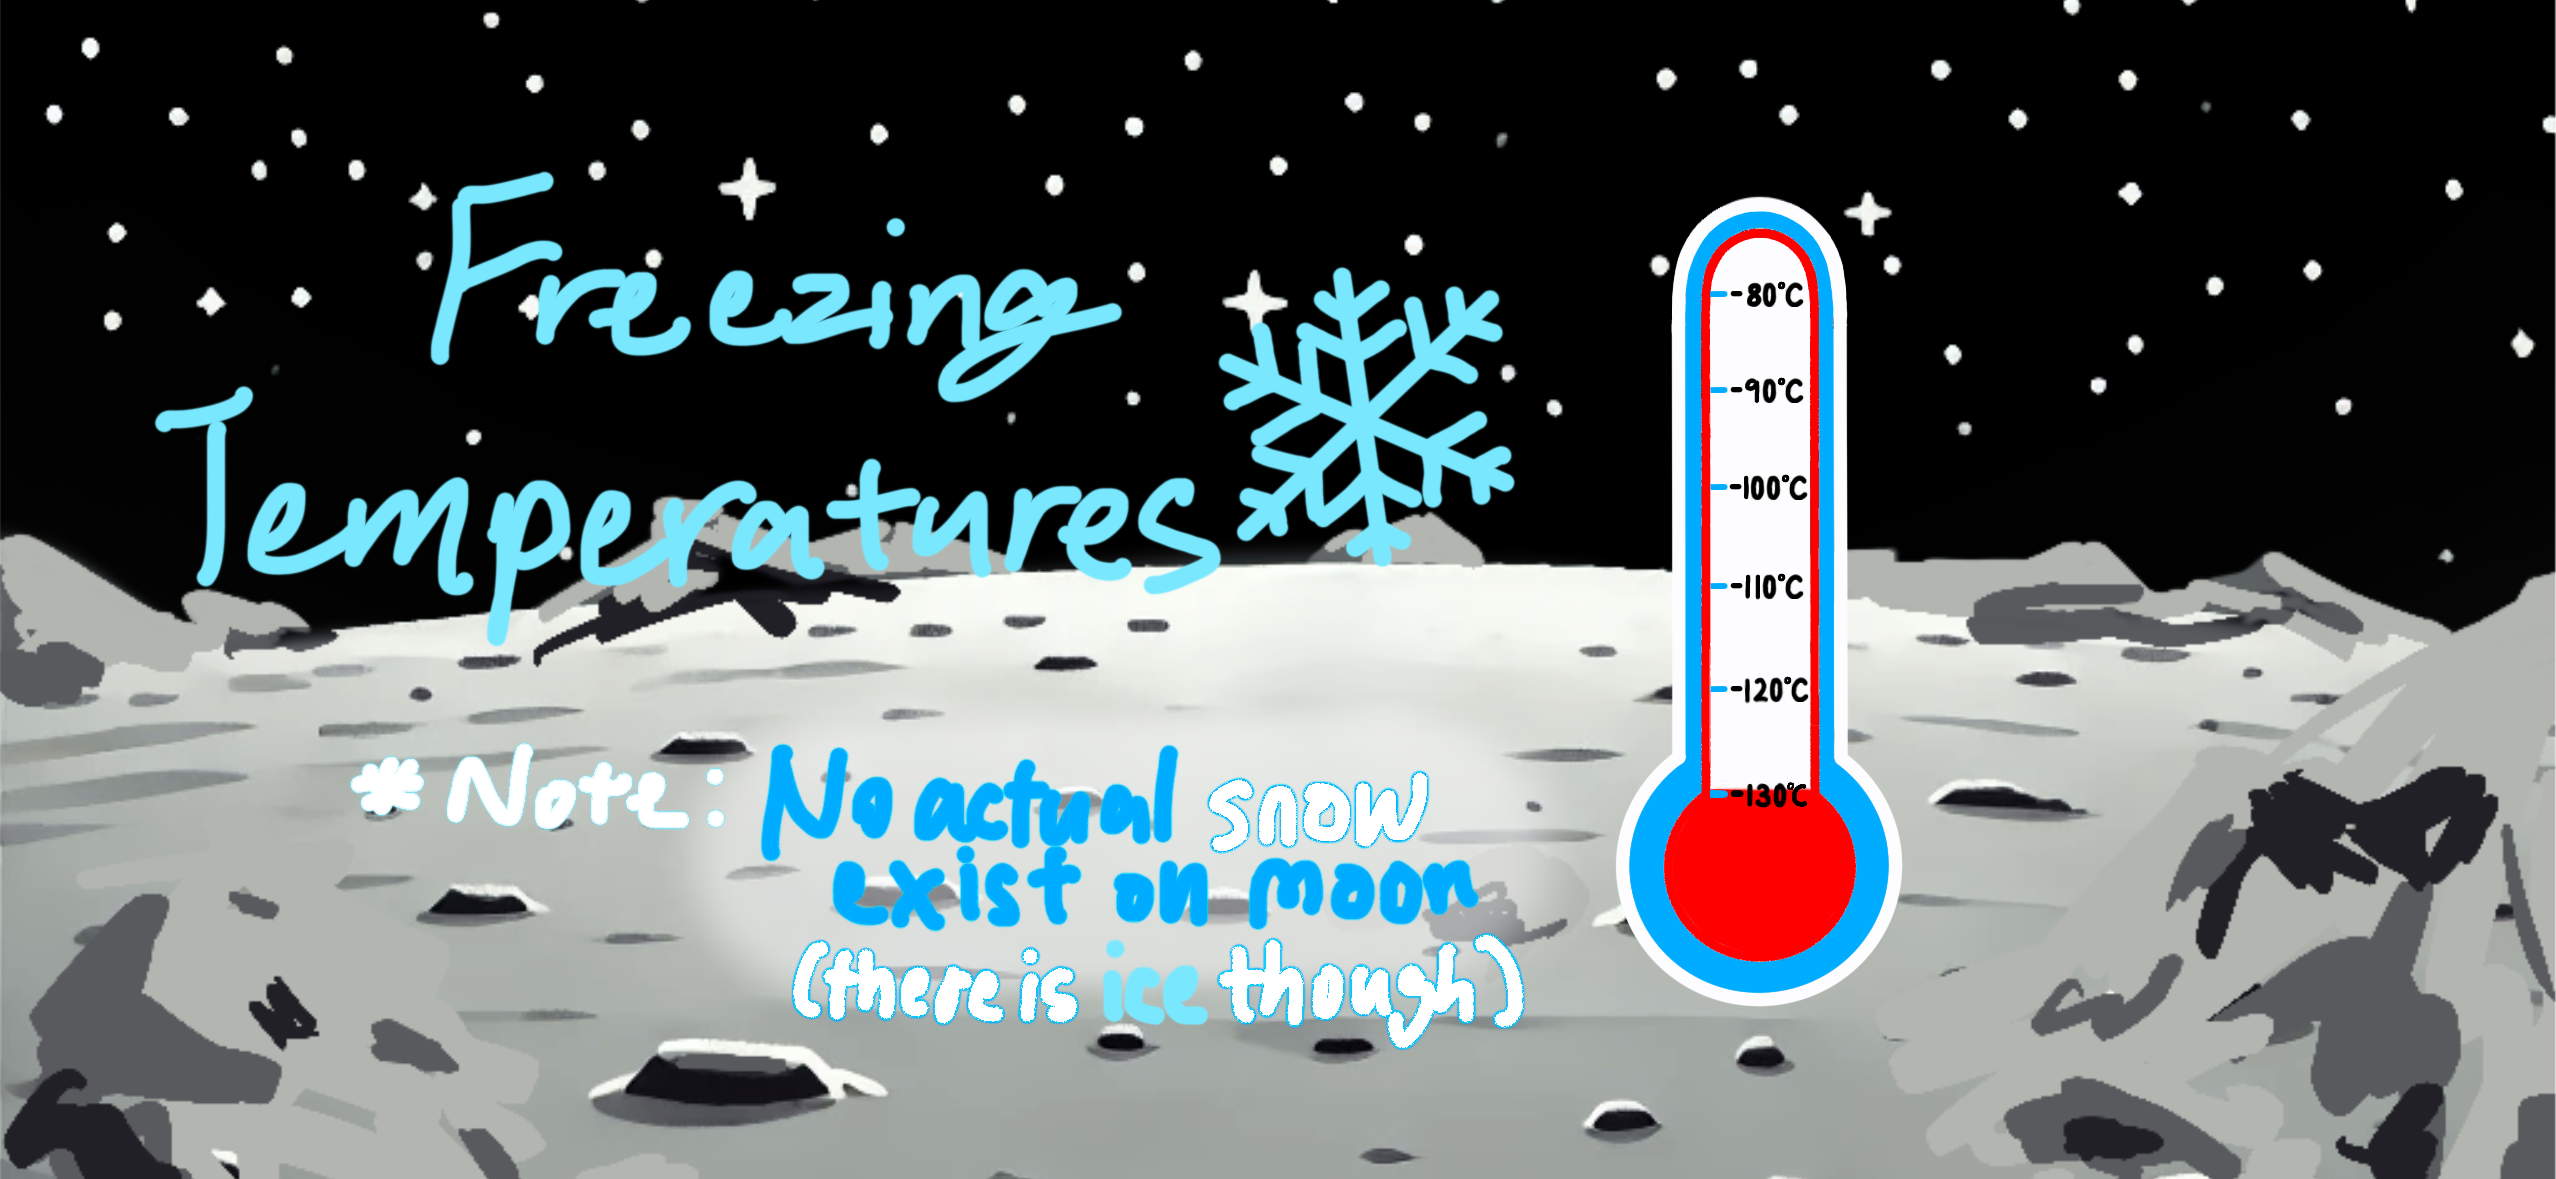 Freezing
Temperatures
*Note: No actual snow
exist on moon
(there is ice though)
-80°C
-90°C
-100°C
-110°C
-120°C
-130°C